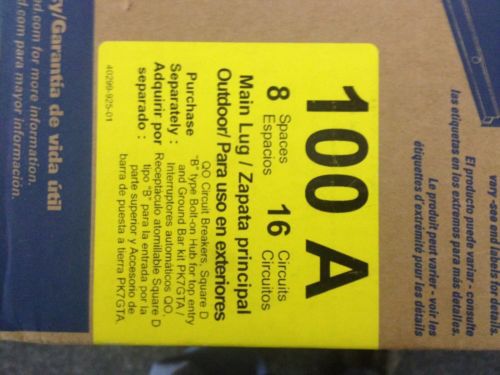 100 A
8 Spaces Espacios 16 Circuits Circuitos
Main Lug / Zapata principal
Outdoor/ Para uso en exteriores
Purchase
Separately :
Adquirir por
separado :
QO Circuit Breakers, Square D
"B" type Bolt-on Hub for top entry
and Ground Bar kit PK7GTA /
Interruptores automáticos QO,
Receptáculo atornillable Square D
tipo "B" para la entrada por la
parte superior y Accesorio de
barra de puesta a tierra PK7GTA.
40299-925-01
vary-see end labels for details.
El producto puede variar - consulte
las etiquetas en los extremos para más detalles.
Le produit peut varier - voir les
étiquettes d'extrémité pour les détails
y/Garantía de vida útil
d.com for more information.
d.com para mayor información.